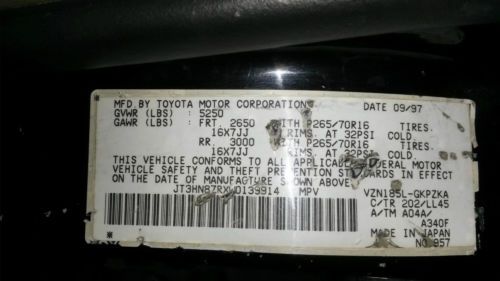 MFD. BY TOYOTA MOTOR CORPORATION DATE 09/97
GVWR (LBS) : 5250
GAWR (LBS) : FRT. 2650 WITH P265/70R16 TIRES.
16X7JJ RIMS. AT 32PSI COLD.
RR. 3000 WITH P265/70R16 TIRES.
16X7JJ RIMS. AT 32PSI COLD.
THIS VEHICLE CONFORMS TO ALL APPLICABLE FEDERAL MOTOR
VEHICLE SAFETY AND THEFT PREVENTION STANDARDS IN EFFECT
ON THE DATE OF MANUFACTURE SHOWN ABOVE.
JT3HN87RXW0139914 MPV VZN185L-GKPZKA
C/TR 202/LL45
A/TM A04A/
A340F
MADE IN JAPAN
NO.957